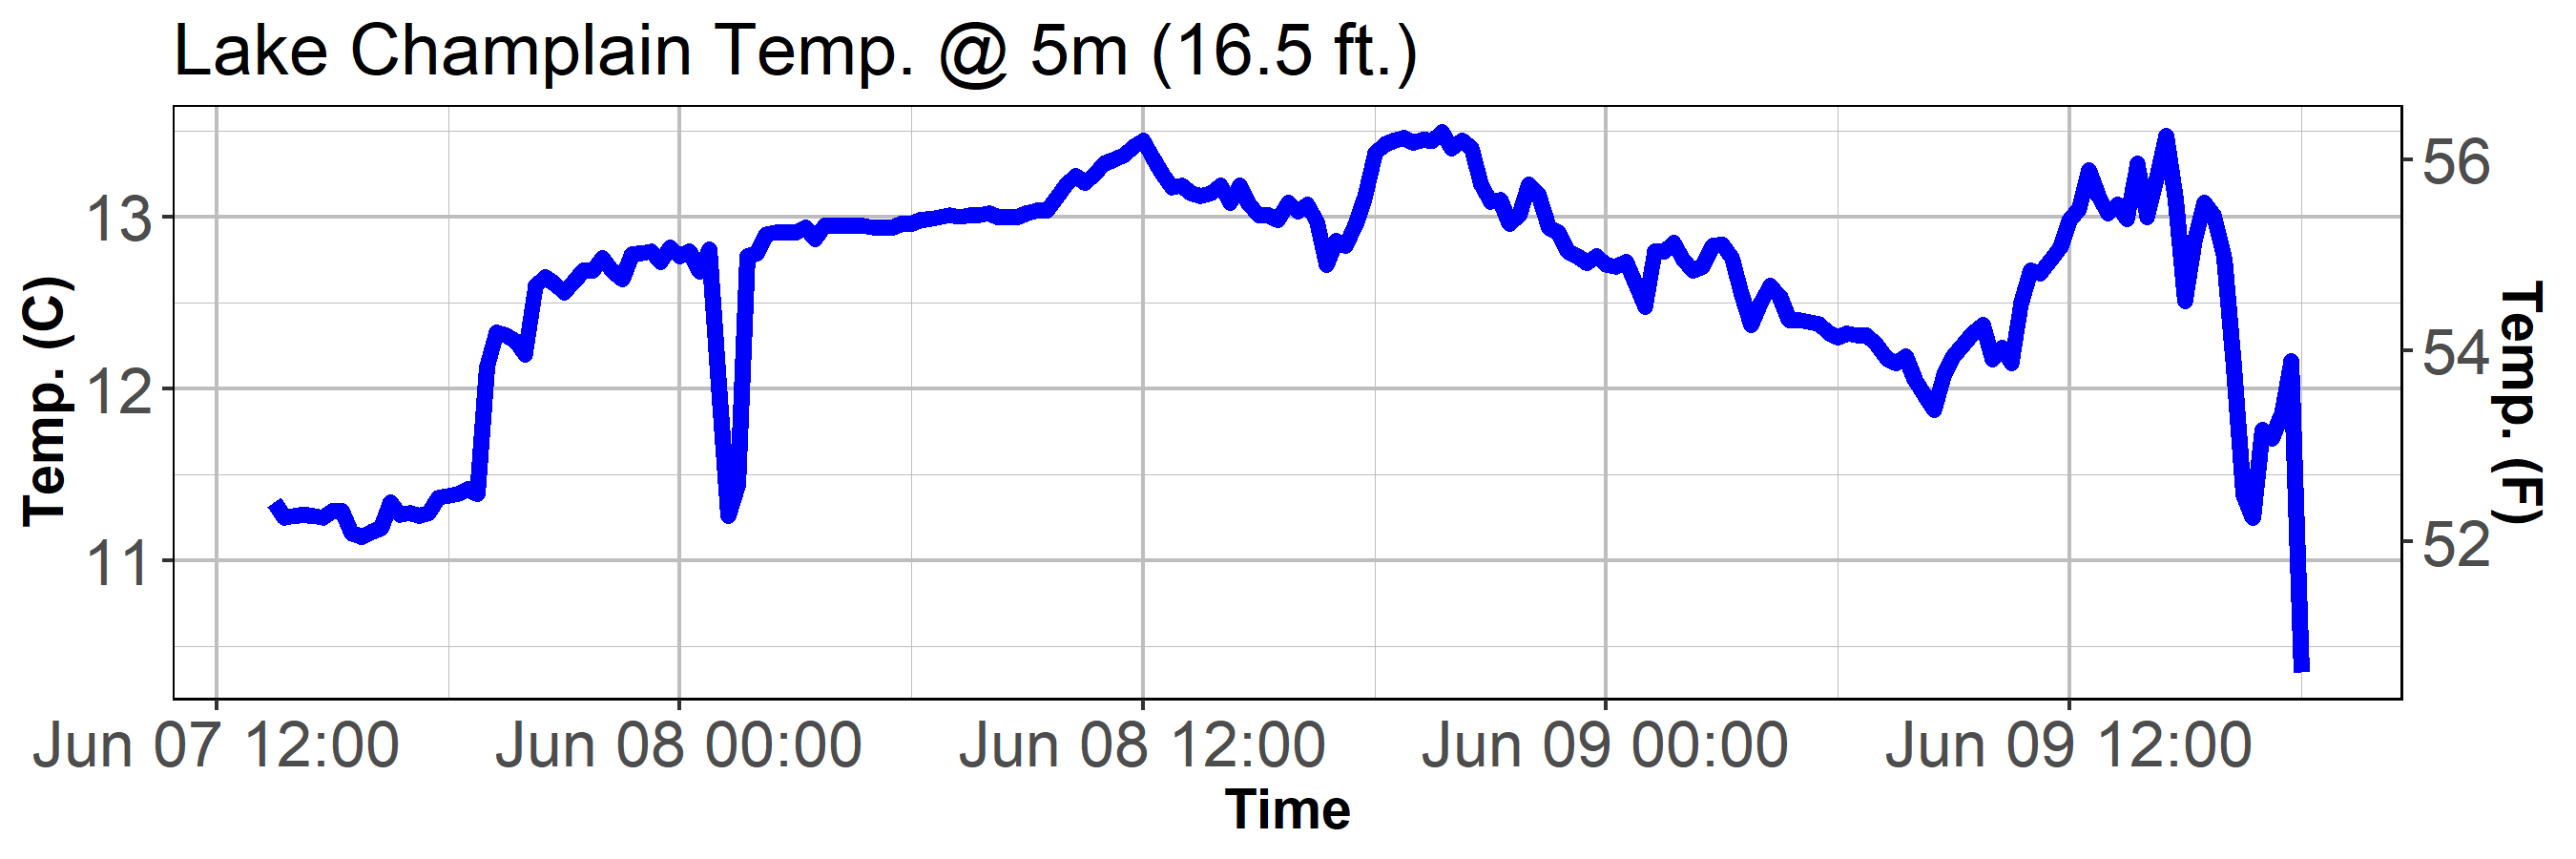 Lake Champlain Temp. @ 5m (16.5 ft.)
Temp. (C)
13
12
11
56
54
52
Temp. (F)
Jun 07 12:00 Jun 08 00:00 Jun 08 12:00 Jun 09 00:00 Jun 09 12:00
Time